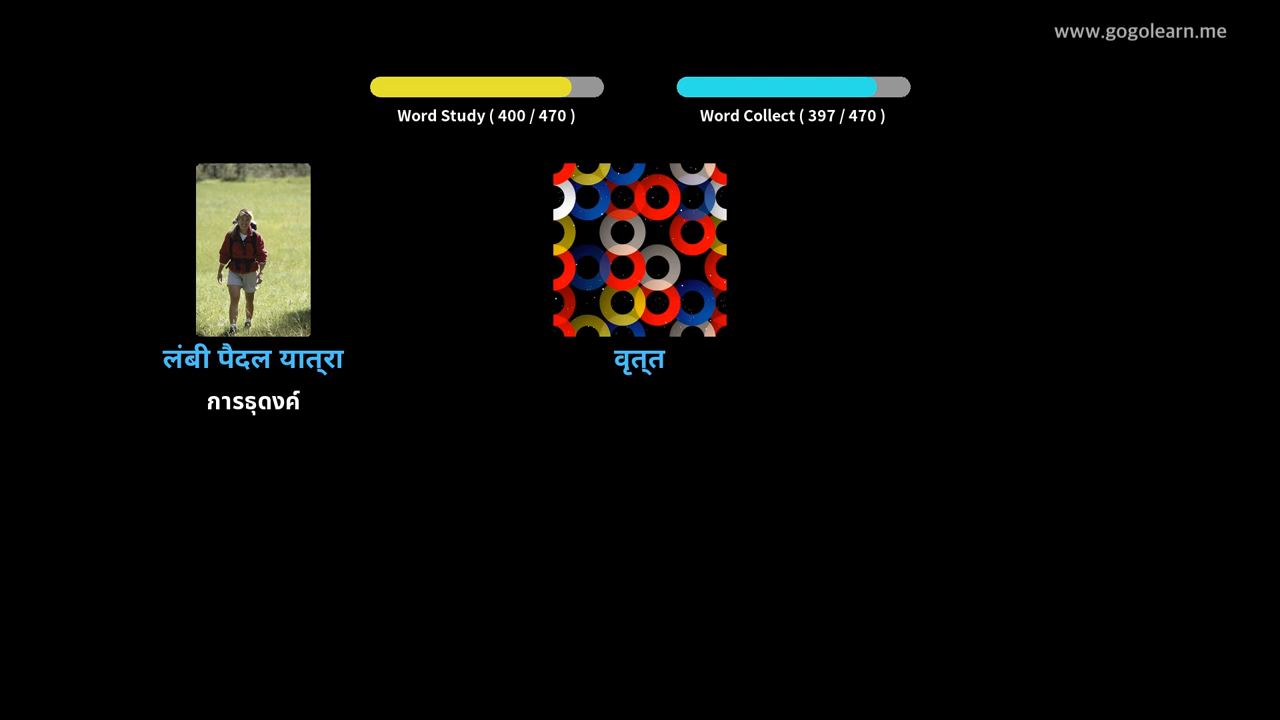 www.gogolearn.me
Word Study ( 400 / 470 )
Word Collect ( 397 / 470 )
लंबी पैदल यात्रा
वृत्त
การธุดงค์